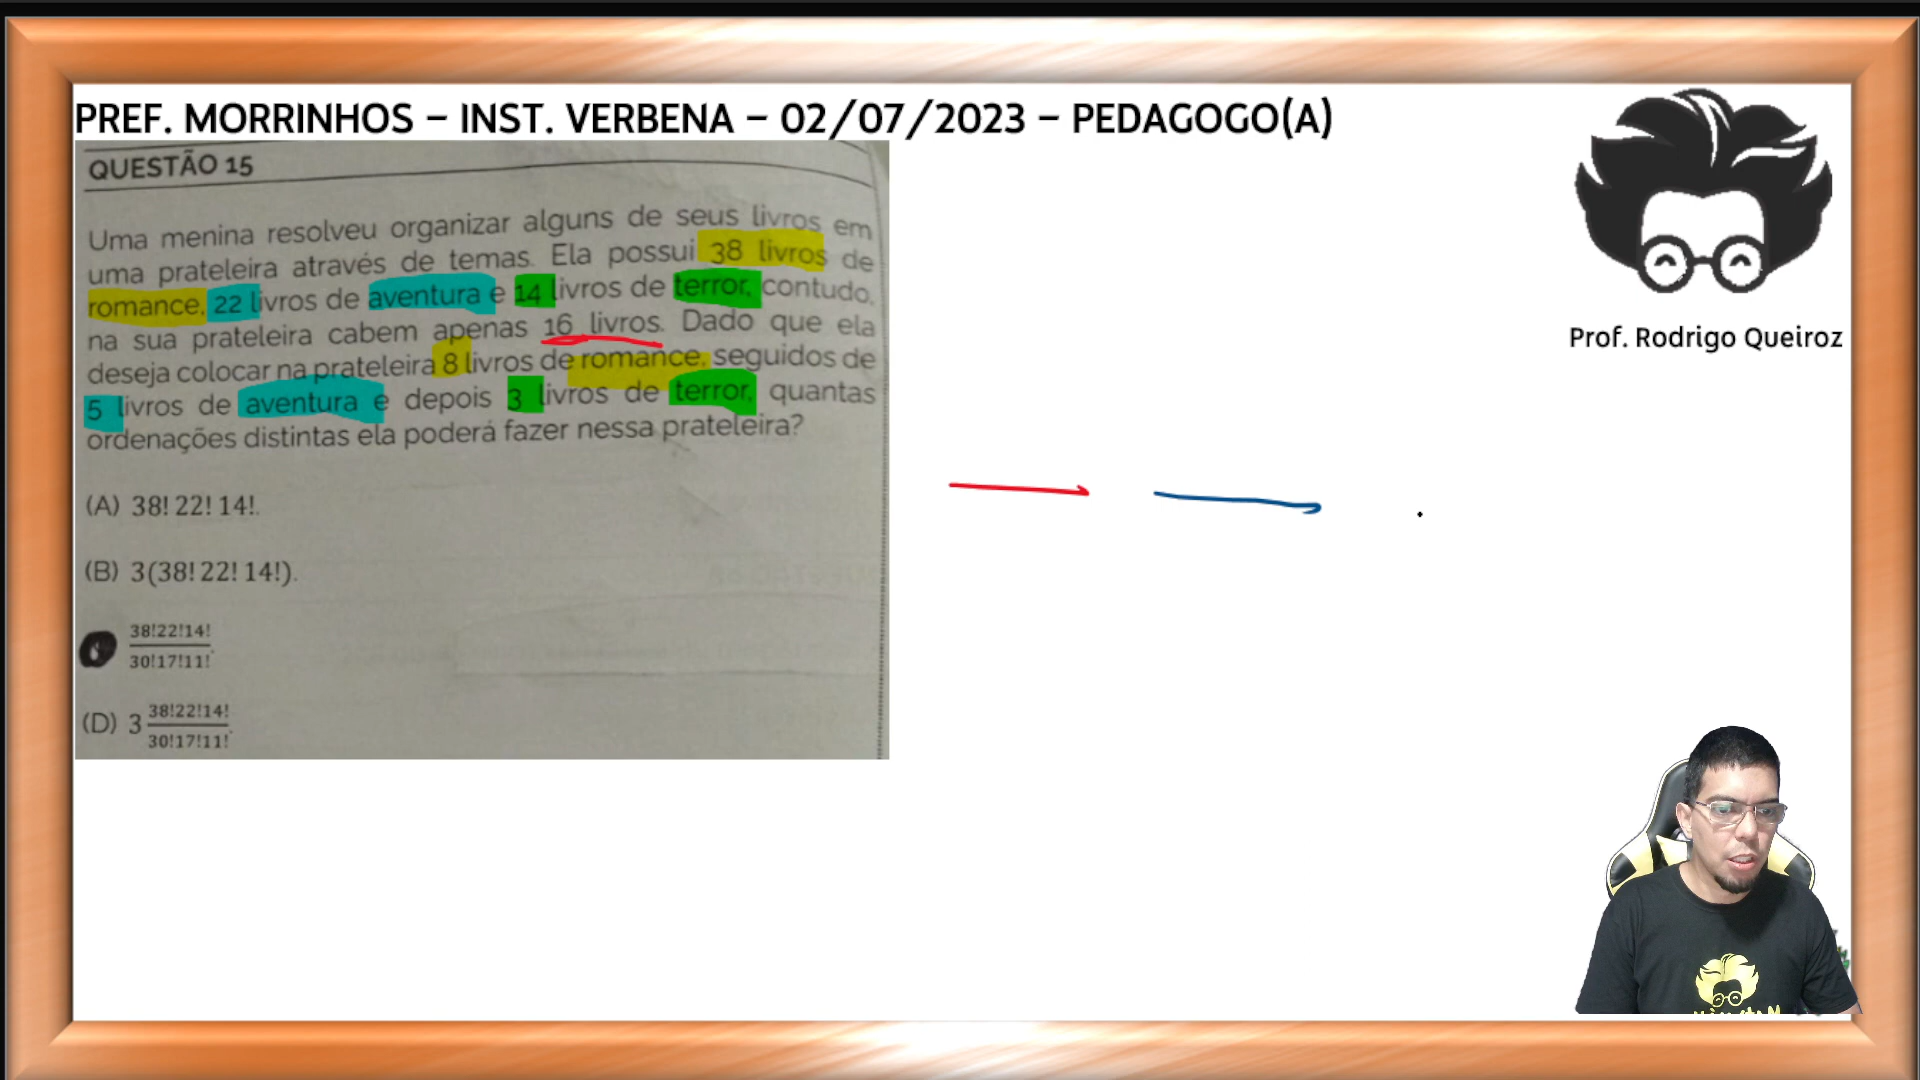 PREF. MORRINHOS – INST. VERBENA – 02/07/2023 – PEDAGOGO(A)
QUESTÃO 15
Uma menina resolveu organizar alguns de seus livros em
uma prateleira através de temas. Ela possui 38 livros de
romance, 22 livros de aventura e 14 livros de terror, contudo,
na sua prateleira cabem apenas 16 livros. Dado que ela
deseja colocar na prateleira 8 livros de romance, seguidos de
5 livros de aventura e depois 3 livros de terror, quantas
ordenações distintas ela poderá fazer nessa prateleira?
(A) 38! 22! 14!.
(B) 3(38! 22! 14!).
38!22!14!
30!17!11!.
(D) 3 38!22!14!
30!17!11!.
Prof. Rodrigo Queiroz